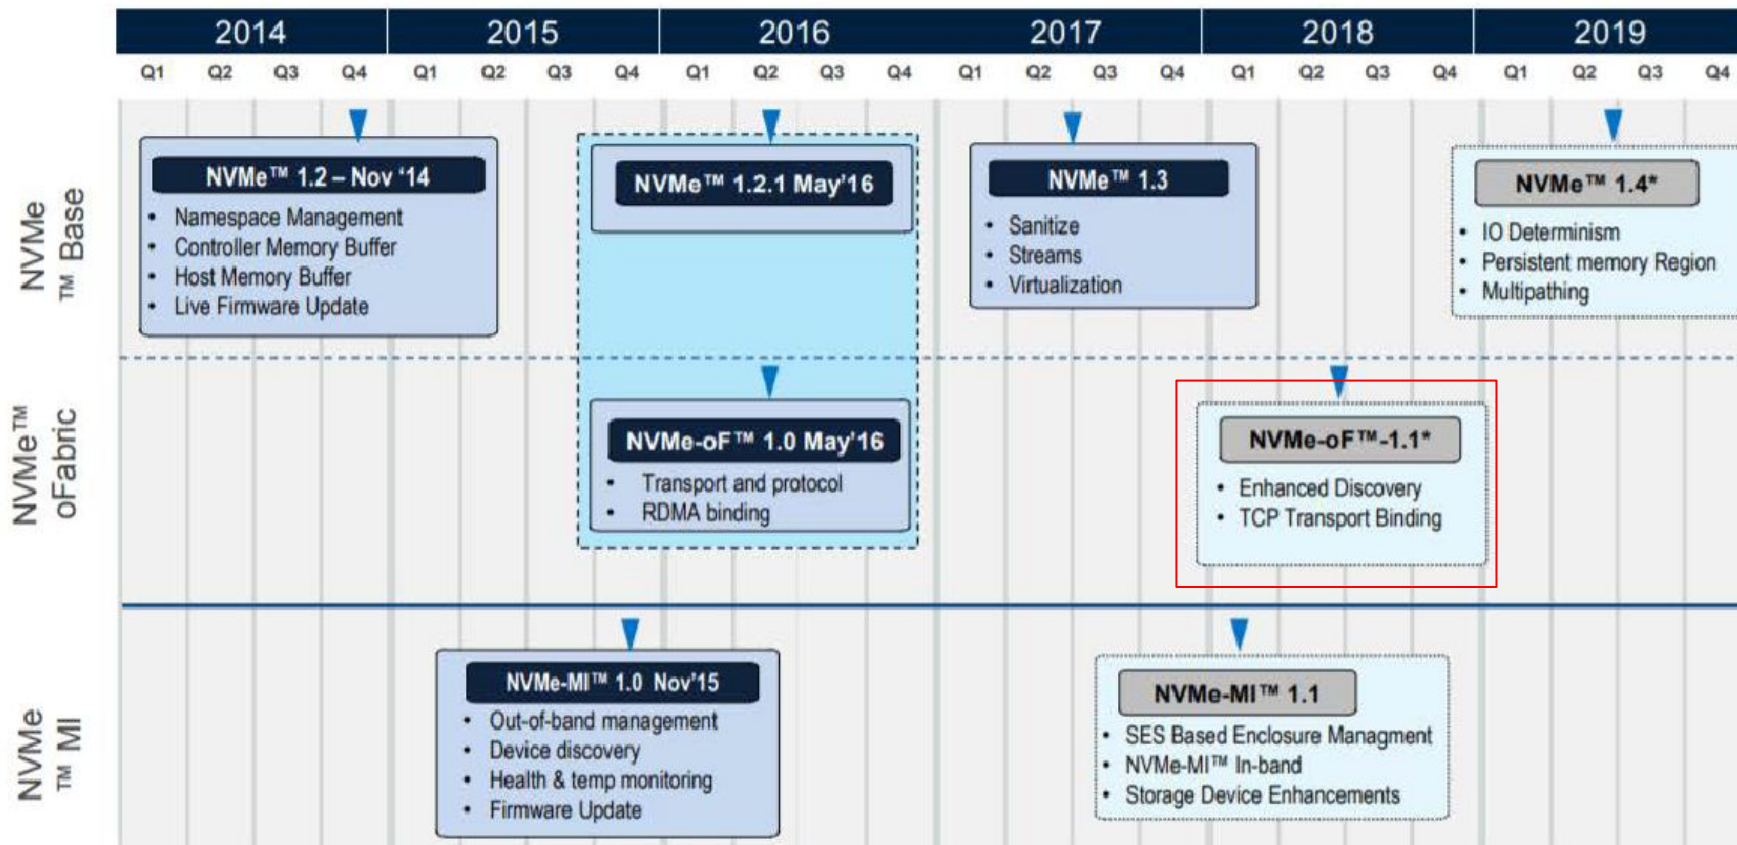 2014 2015 2016 2017 2018 2019
Q1 Q2 Q3 Q4 Q1 Q2 Q3 Q4 Q1 Q2 Q3 Q4 Q1 Q2 Q3 Q4 Q1 Q2 Q3 Q4 Q1 Q2 Q3 Q4
NVMe
™ Base
NVMe™ 1.2 – Nov ‘14
• Namespace Management
• Controller Memory Buffer
• Host Memory Buffer
• Live Firmware Update
NVMe™ 1.2.1 May’16
NVMe™ 1.3
• Sanitize
• Streams
• Virtualization
NVMe™ 1.4*
• IO Determism
• Persistent memory Region
• Multipathing
NVMe™
oFabric
NVMe-oF™ 1.0 May’16
• Transport and protocol
• RDMA binding
NVMe-oF™-1.1*
• Enhanced Discovery
• TCP Transport Binding
NVMe
™ MI
NVMe-MI™ 1.0 Nov’15
• Out-of-band management
• Device discovery
• Health & temp monitoring
• Firmware Update
NVMe-MI™ 1.1
• SES Based Enclosure Managment
• NVMe-MI™ In-band
• Storage Device Enhancements